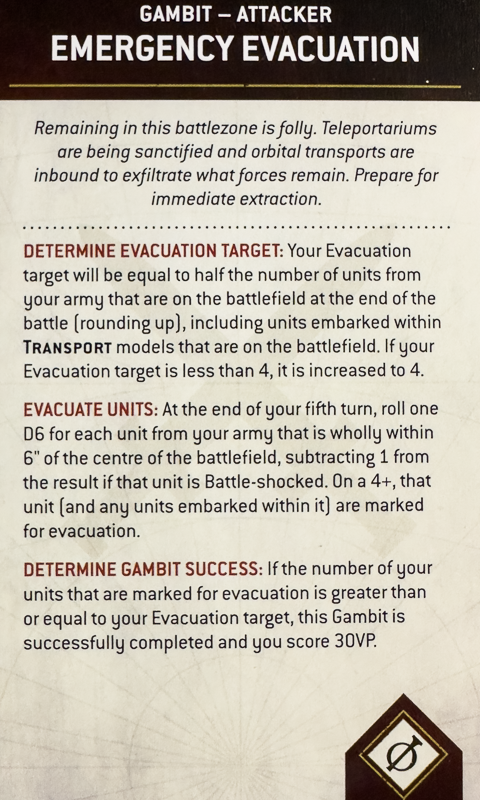 GAMBIT – ATTACKER
EMERGENCY EVACUATION
Remaining in this battlezone is folly. Teleportariums
are being sanctified and orbital transports are
inbound to exfiltrate what forces remain. Prepare for
immediate extraction.
DETERMINE EVACUATION TARGET: Your Evacuation
target will be equal to half the number of units from
your army that are on the battlefield at the end of the
battle (rounding up), including units embarked within
TRANSPORT models that are on the battlefield. If your
Evacuation target is less than 4, it is increased to 4.
EVACUATE UNITS: At the end of your fifth turn, roll one
D6 for each unit from your army that is wholly within
6" of the centre of the battlefield, subtracting 1 from
the result if that unit is Battle-shocked. On a 4+, that
unit (and any units embarked within it) are marked
for evacuation.
DETERMINE GAMBIT SUCCESS: If the number of your
units that are marked for evacuation is greater than
or equal to your Evacuation target, this Gambit is
successfully completed and you score 30VP.